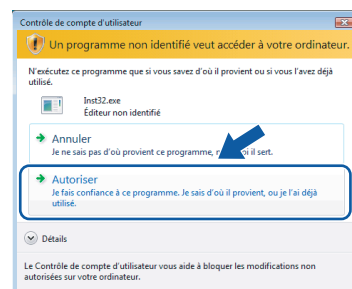 Contrôle de compte d'utilisateur
Un programme non identifié veut accéder à votre ordinateur.
N'exécutez ce programme que si vous savez d'où il provient ou si vous l'avez déjà
utilisé.
Inst32.exe
Éditeur non identifié
Annuler
Je ne sais pas d'où provient ce programme, il sert.
Autoriser
Je fais confiance à ce programme. Je sais d'où il provient, ou je l'ai déjà
utilisé.
Détails
Le Contrôle de compte d'utilisateur vous aide à bloquer les modifications non
autorisées sur votre ordinateur.